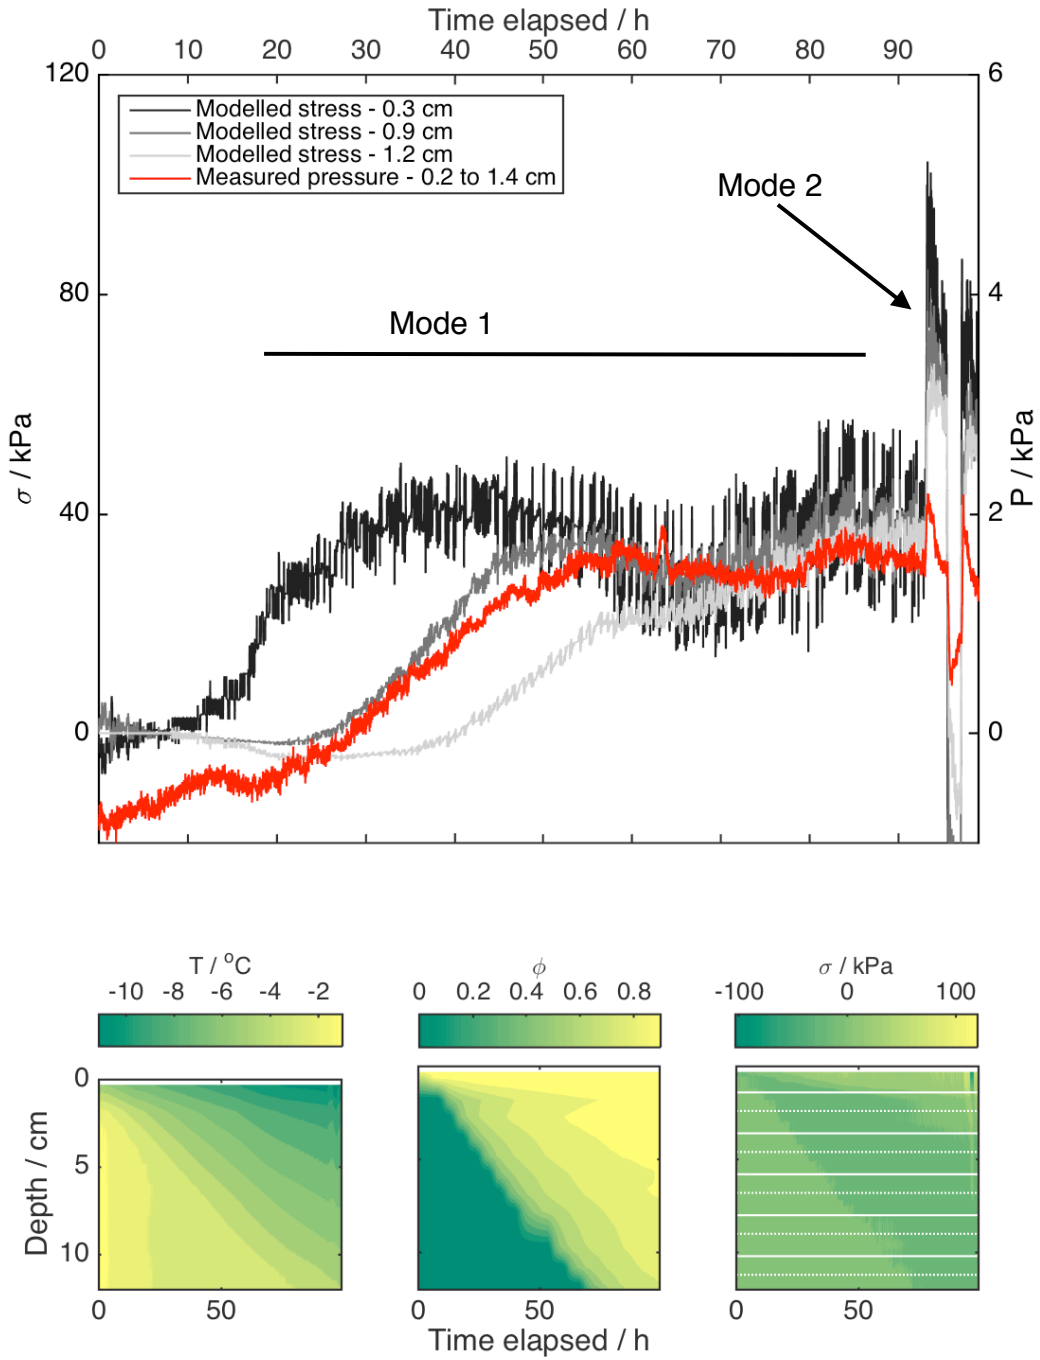 Time elapsed / h
0 10 20 30 40 50 60 70 80 90
120 6
Modelled stress - 0.3 cm
Modelled stress - 0.9 cm
Modelled stress - 1.2 cm
Measured pressure - 0.2 to 1.4 cm
Mode 2
80 4
Mode 1
σ / kPa
P / kPa
40 2
0 0
T / °C
ϕ
σ / kPa
-10 -8 -6 -4 -2
0 0.2 0.4 0.6 0.8
-100 0 100
Depth / cm
0
5
10
0 50
0 50
0 50
Time elapsed / h